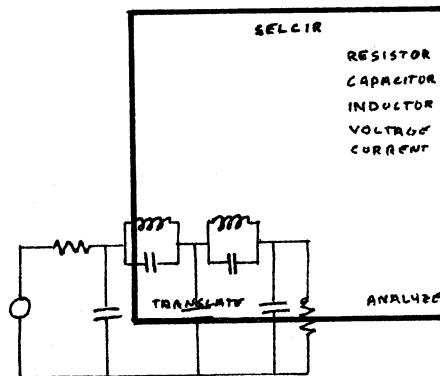 SELCIR
RESISTOR
CAPACITOR
INDUCTOR
VOLTAGE
CURRENT
TRANSLATE
ANALYZE